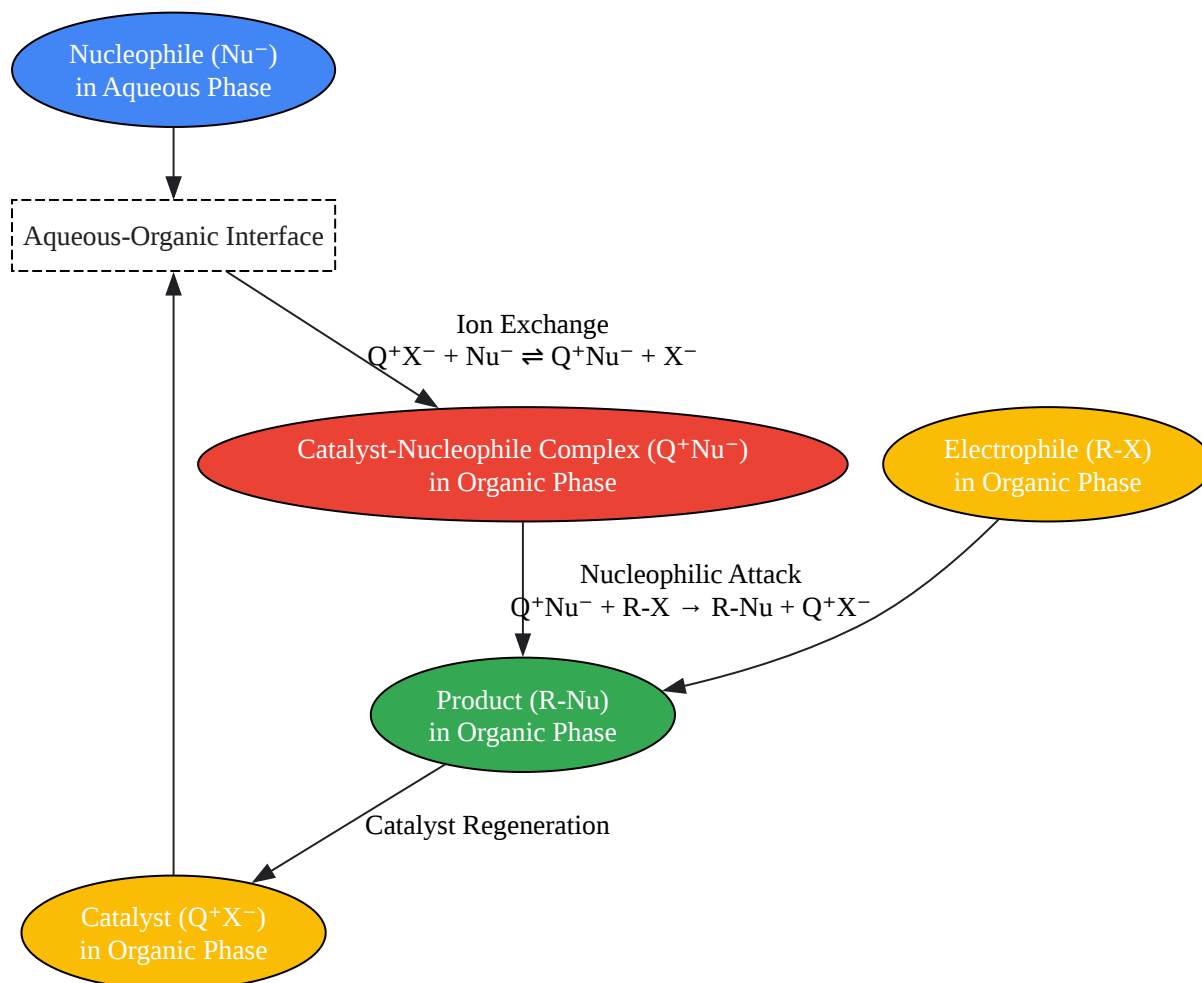 Nucleophile (Nu⁻)
in Aqueous Phase
Aqueous-Organic Interface
Ion Exchange
Q⁺X⁻ + Nu⁻ ⇌ Q⁺Nu⁻ + X⁻
Catalyst-Nucleophile Complex (Q⁺Nu⁻)
in Organic Phase
Electrophile (R-X)
in Organic Phase
Nucleophilic Attack
Q⁺Nu⁻ + R-X → R-Nu + Q⁺X⁻
Product (R-Nu)
in Organic Phase
Catalyst Regeneration
Catalyst (Q⁺X⁻)
in Organic Phase